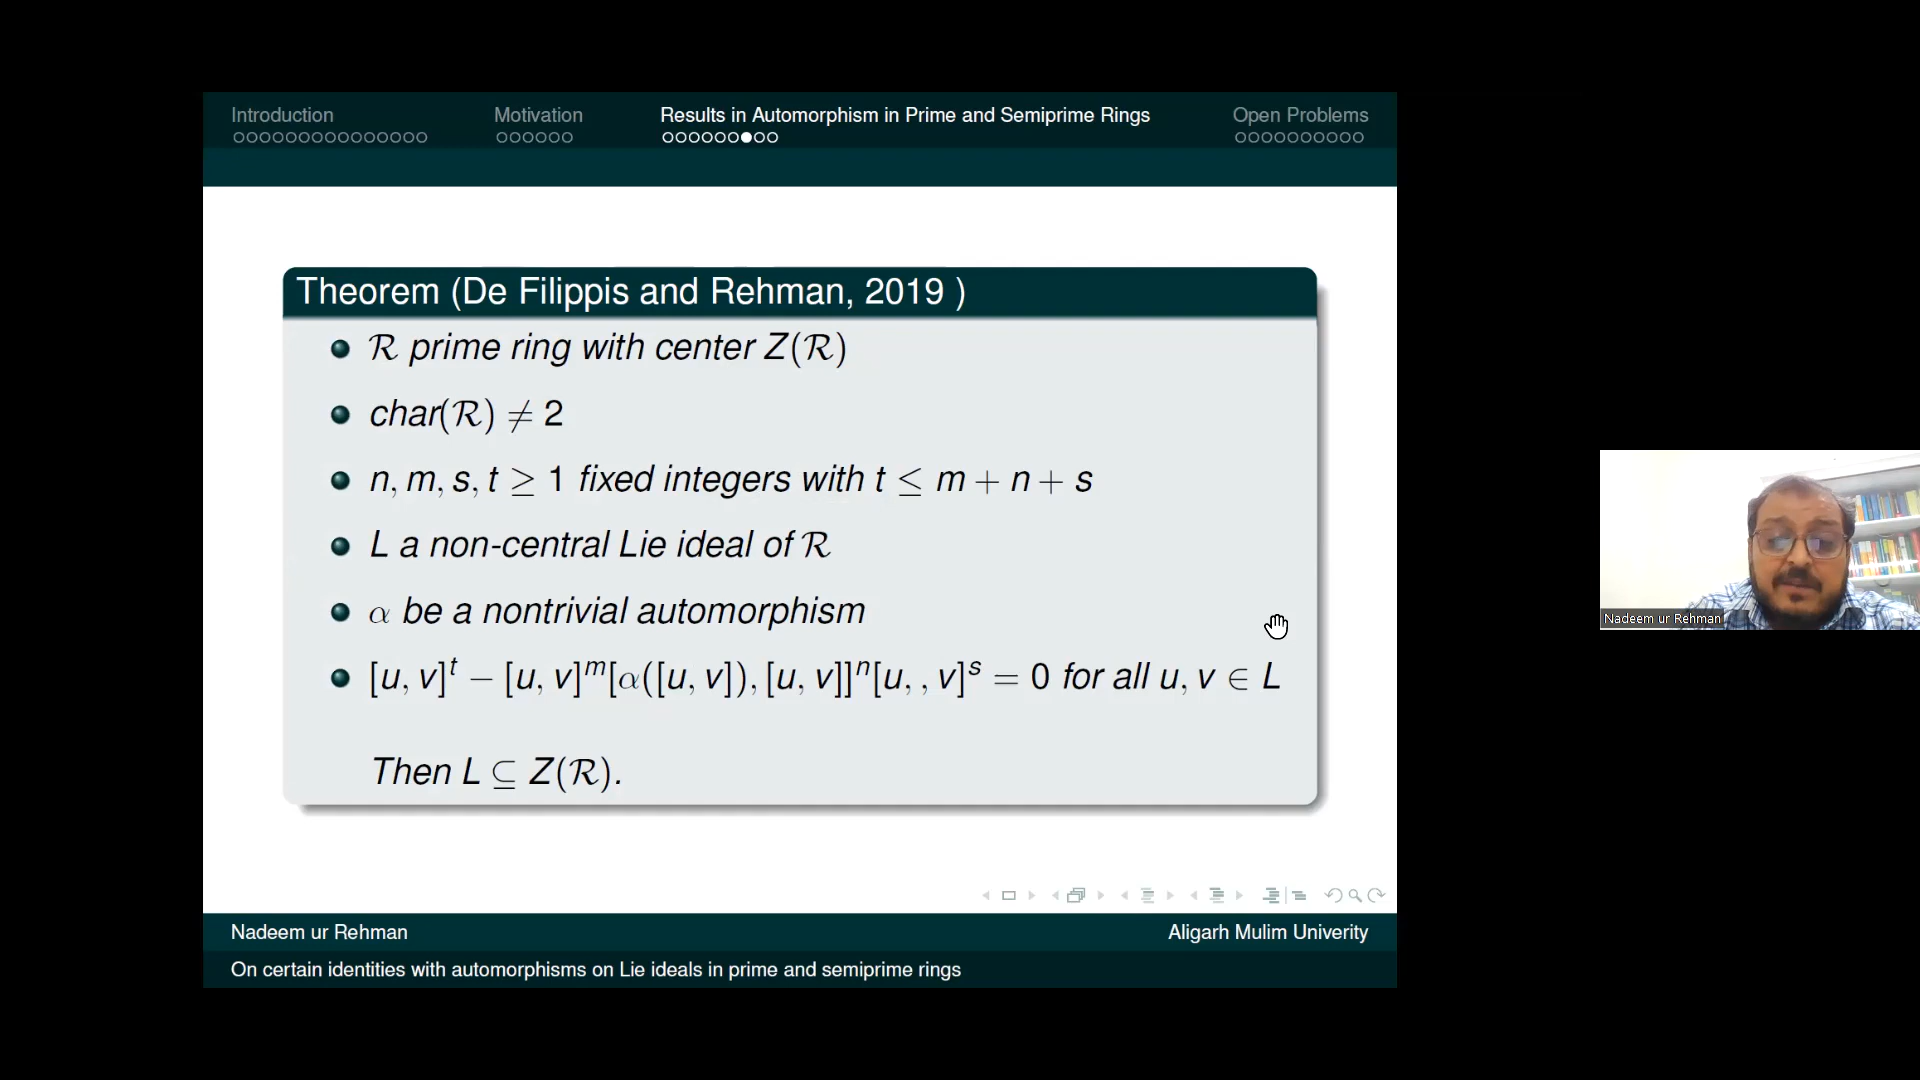 Introduction Motivation Results in Automorphism in Prime and Semiprime Rings Open Problems
Theorem (De Filippis and Rehman, 2019 )
ℛ prime ring with center Z(ℛ)
char(ℛ) ≠ 2
n, m, s, t ≥ 1 fixed integers with t ≤ m + n + s
L a non-central Lie ideal of ℛ
α be a nontrivial automorphism
[u, v]^t − [u, v]^m[α([u, v]), [u, v]]^n[u, , v]^s = 0 for all u, v ∈ L
Then L ⊆ Z(ℛ).
Nadeem ur Rehman
Nadeem ur Rehman Aligarh Mulim Univerity
On certain identities with automorphisms on Lie ideals in prime and semiprime rings